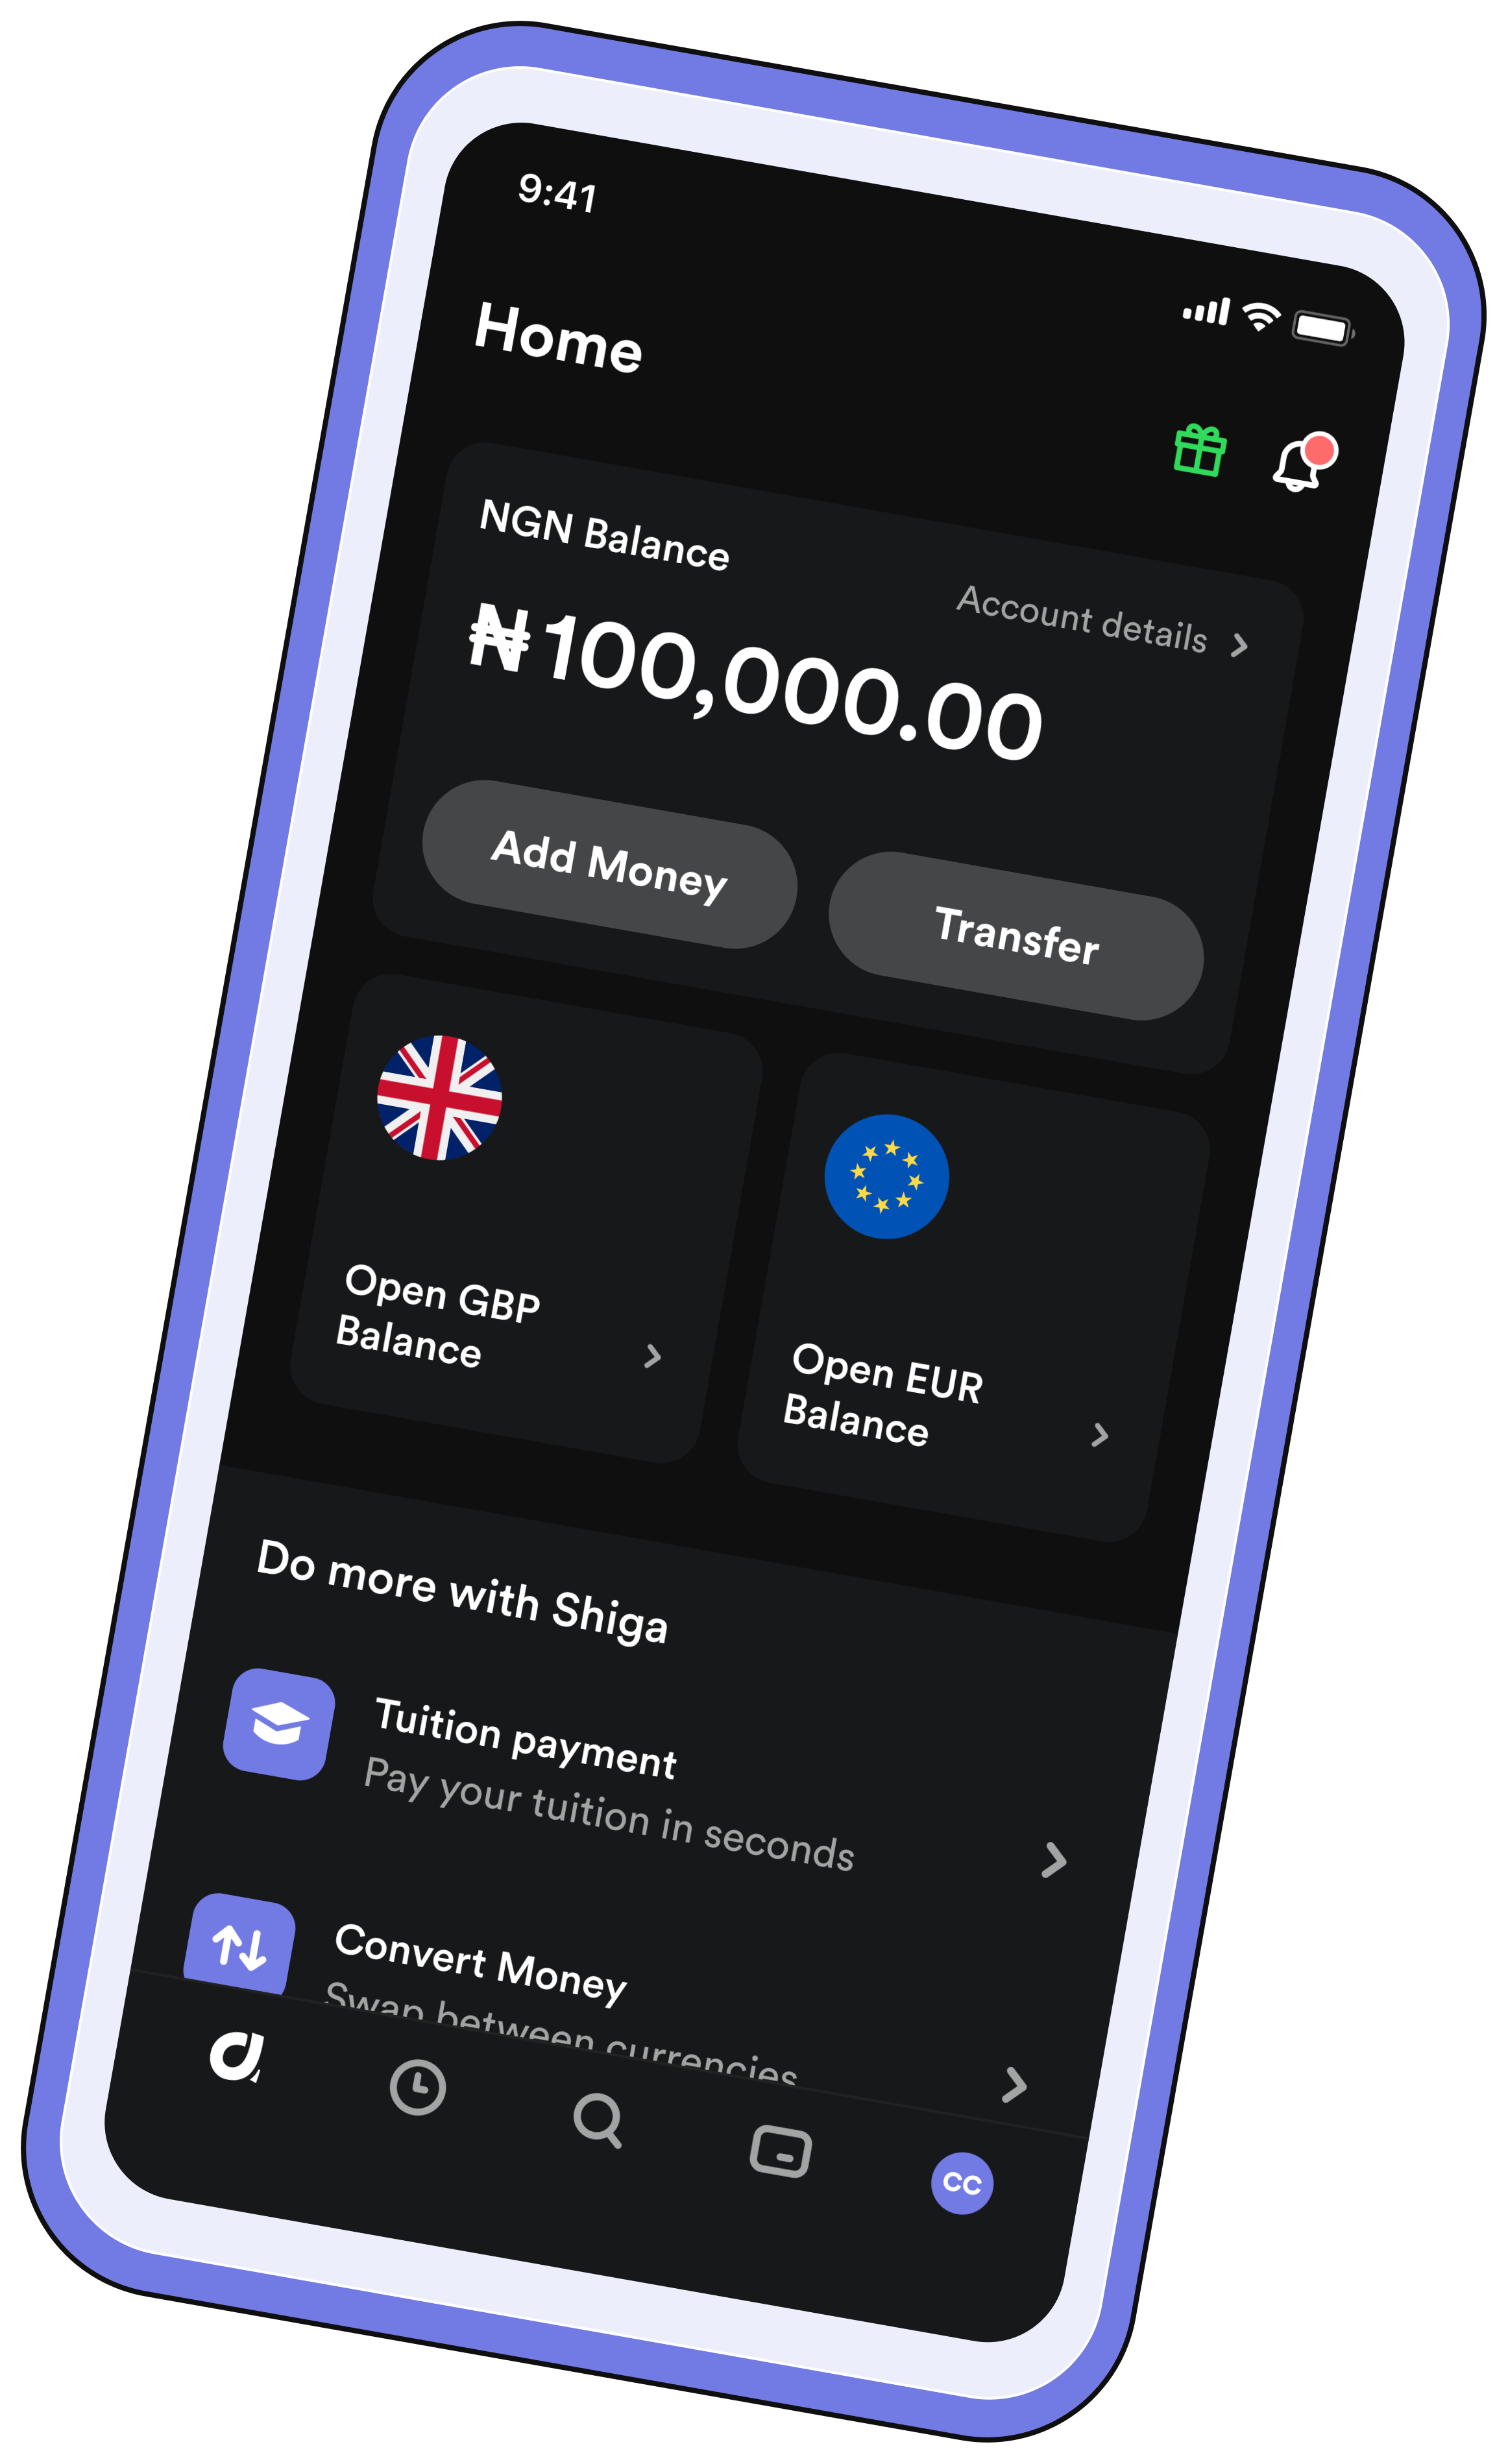 9:41
Home
NGN Balance
Account details
₦100,000.00
Add Money
Transfer
Open GBP
Balance
Open EUR
Balance
Do more with Shiga
Tuition payment
Pay your tuition in seconds
Convert Money
Swap between currencies
CC